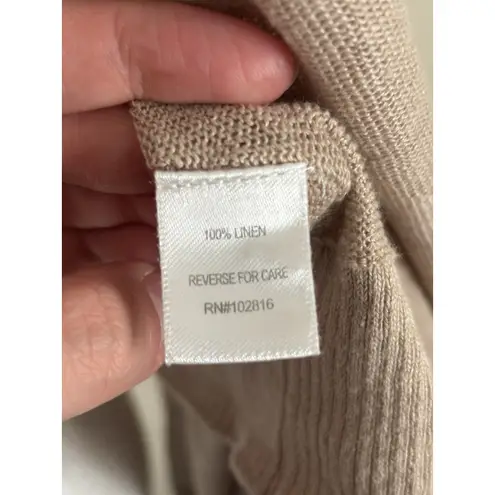 100% LINEN
REVERSE FOR CARE
RN#102816